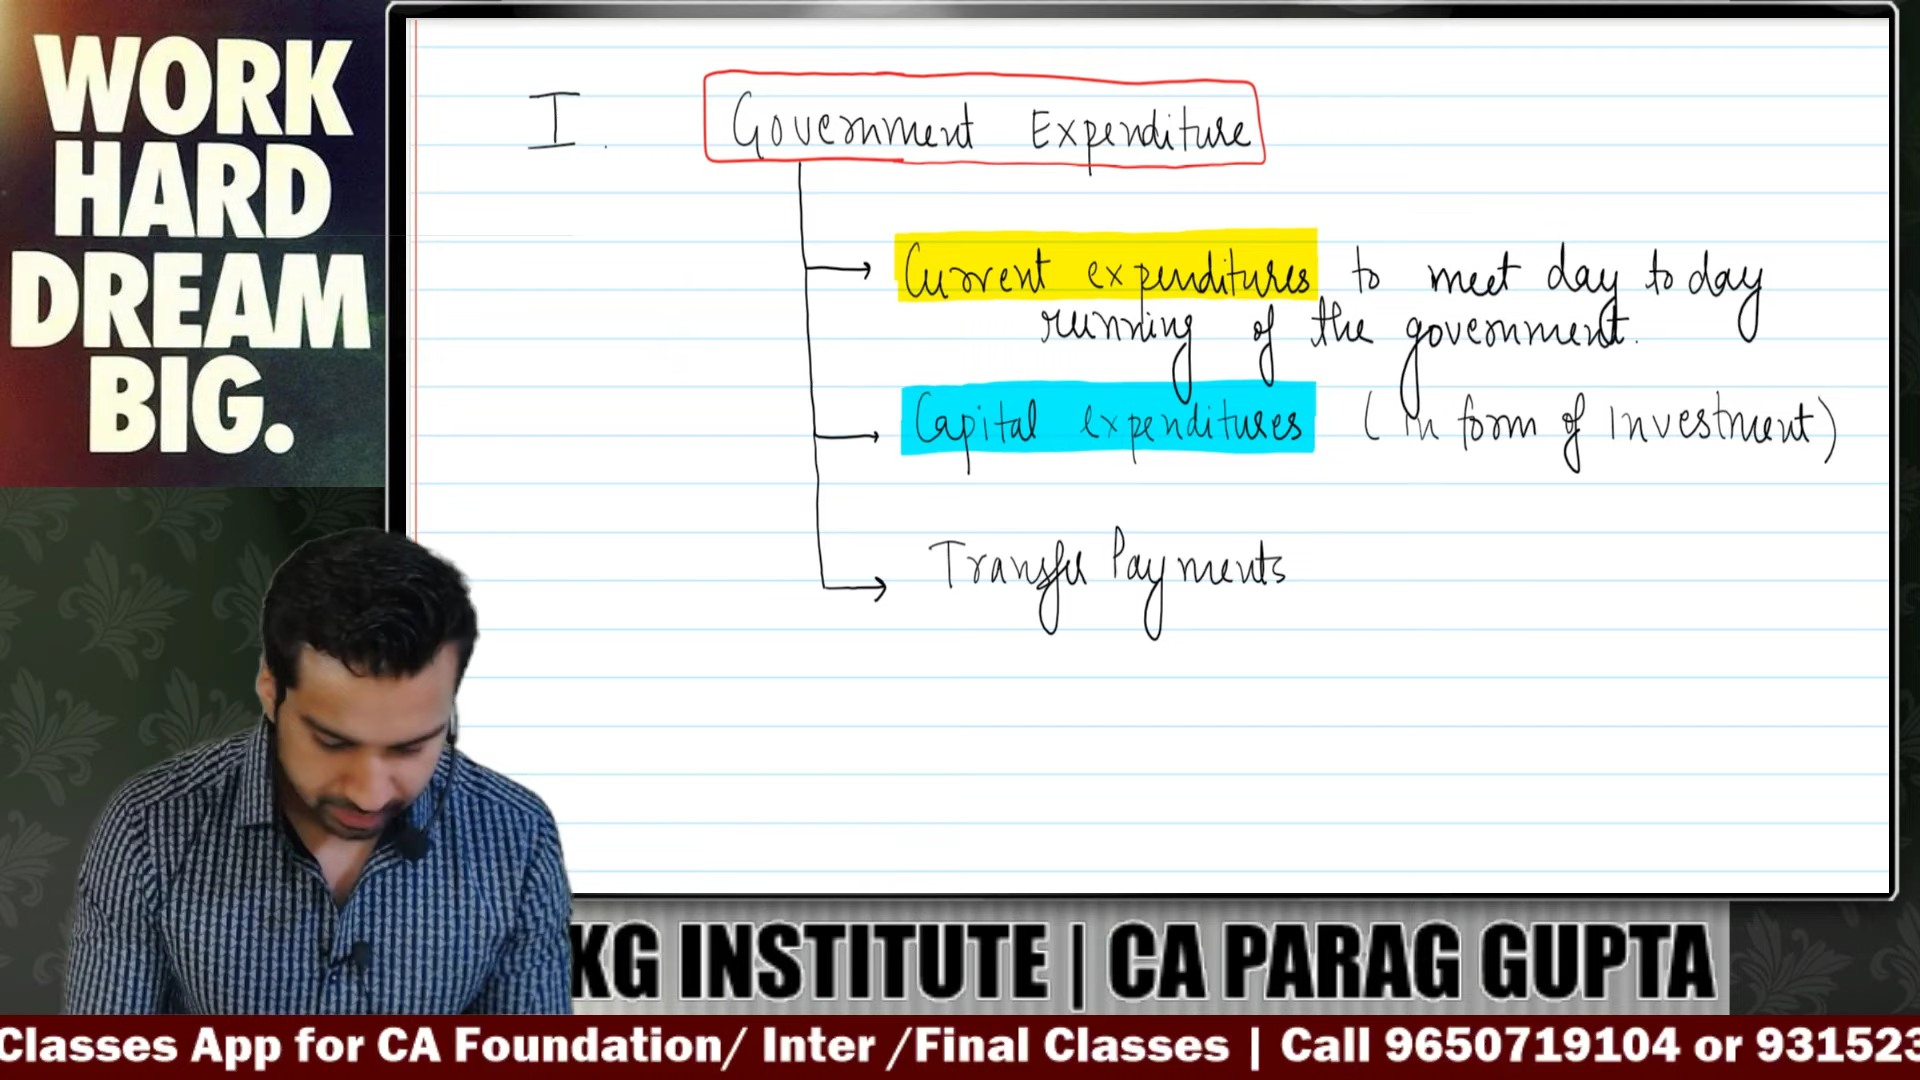 WORK
HARD
DREAM
BIG.
I. Government Expenditure
Current expenditures to meet day to day
running of the government.
Capital expenditures (in form of investment)
Transfer Payments
KG INSTITUTE | CA PARAG GUPTA
Classes App for CA Foundation/ Inter /Final Classes | Call 9650719104 or 931523